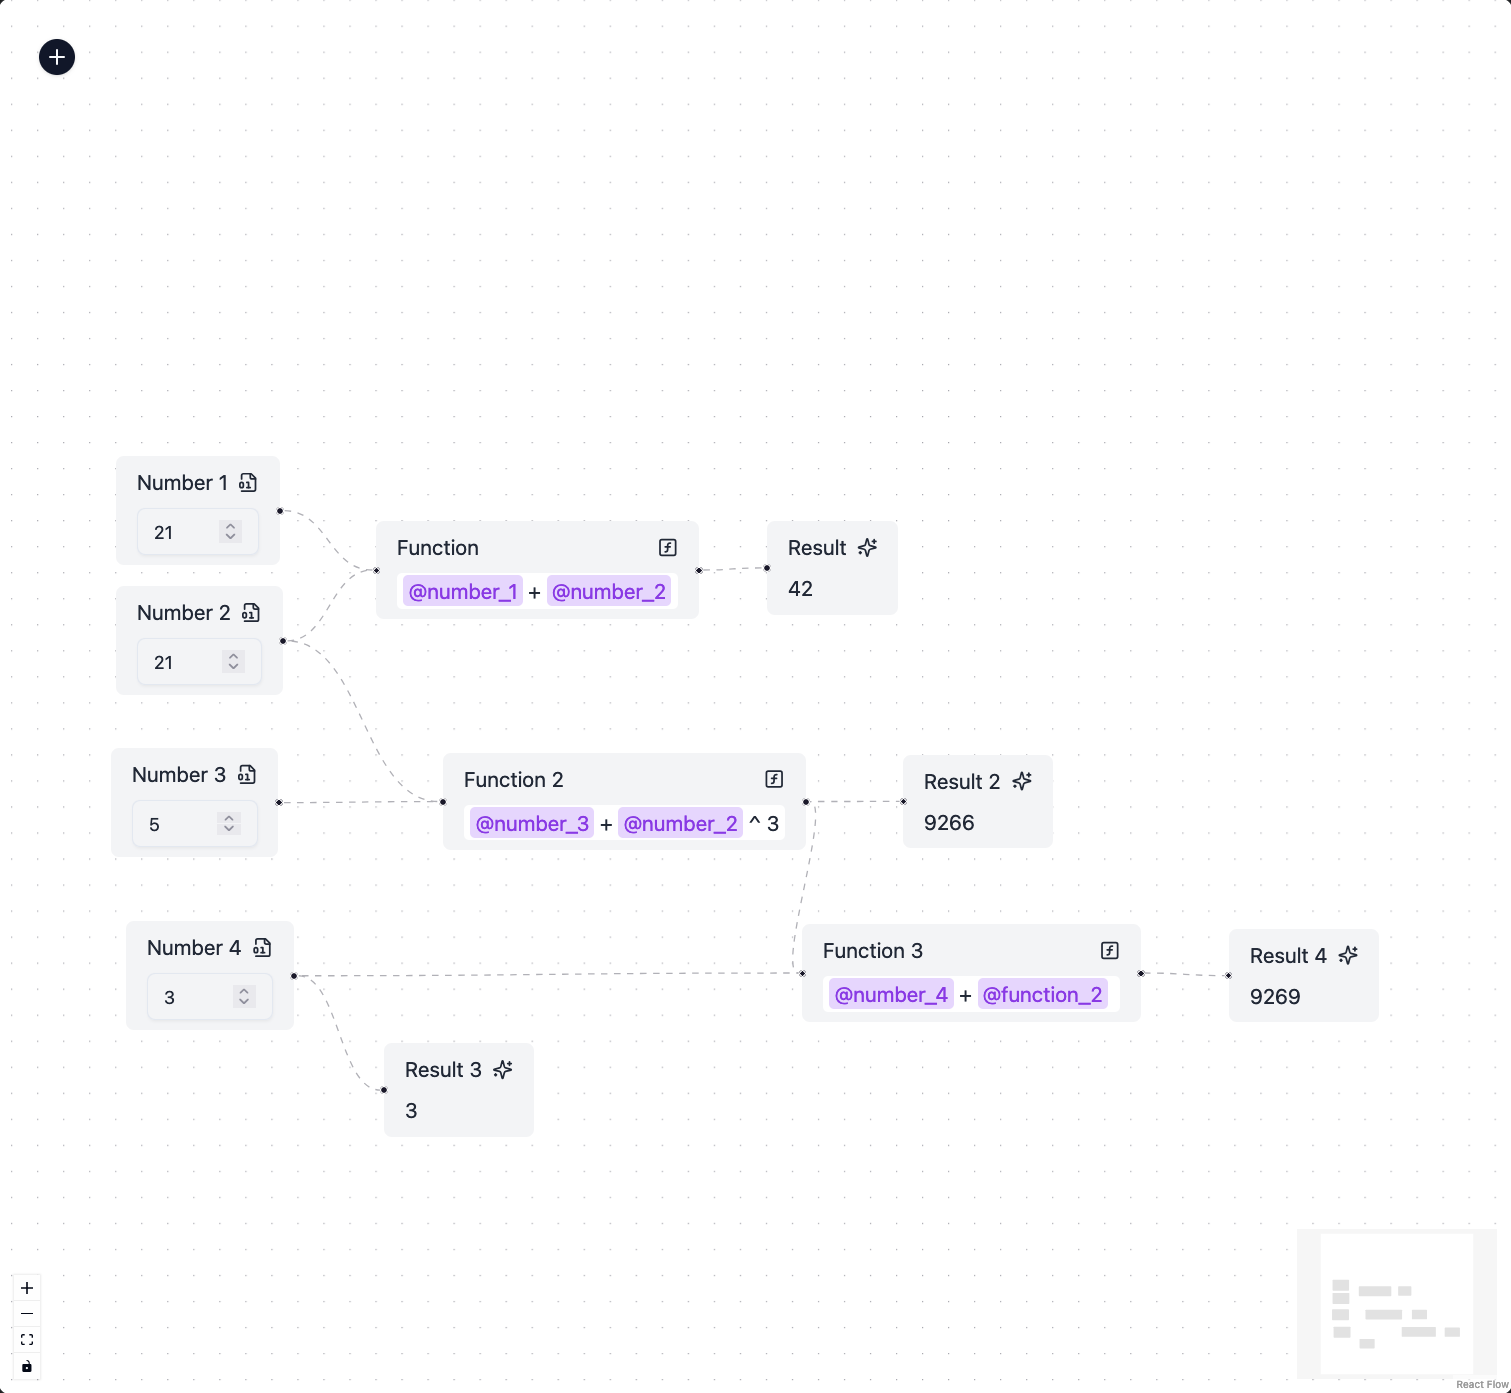 Number 1
21
Number 2
21
Function
@number_1 + @number_2
Result
42
Number 3
5
Function 2
@number_3 + @number_2 ^ 3
Result 2
9266
Number 4
3
Function 3
@number_4 + @function_2
Result 4
9269
Result 3
3
React Flow